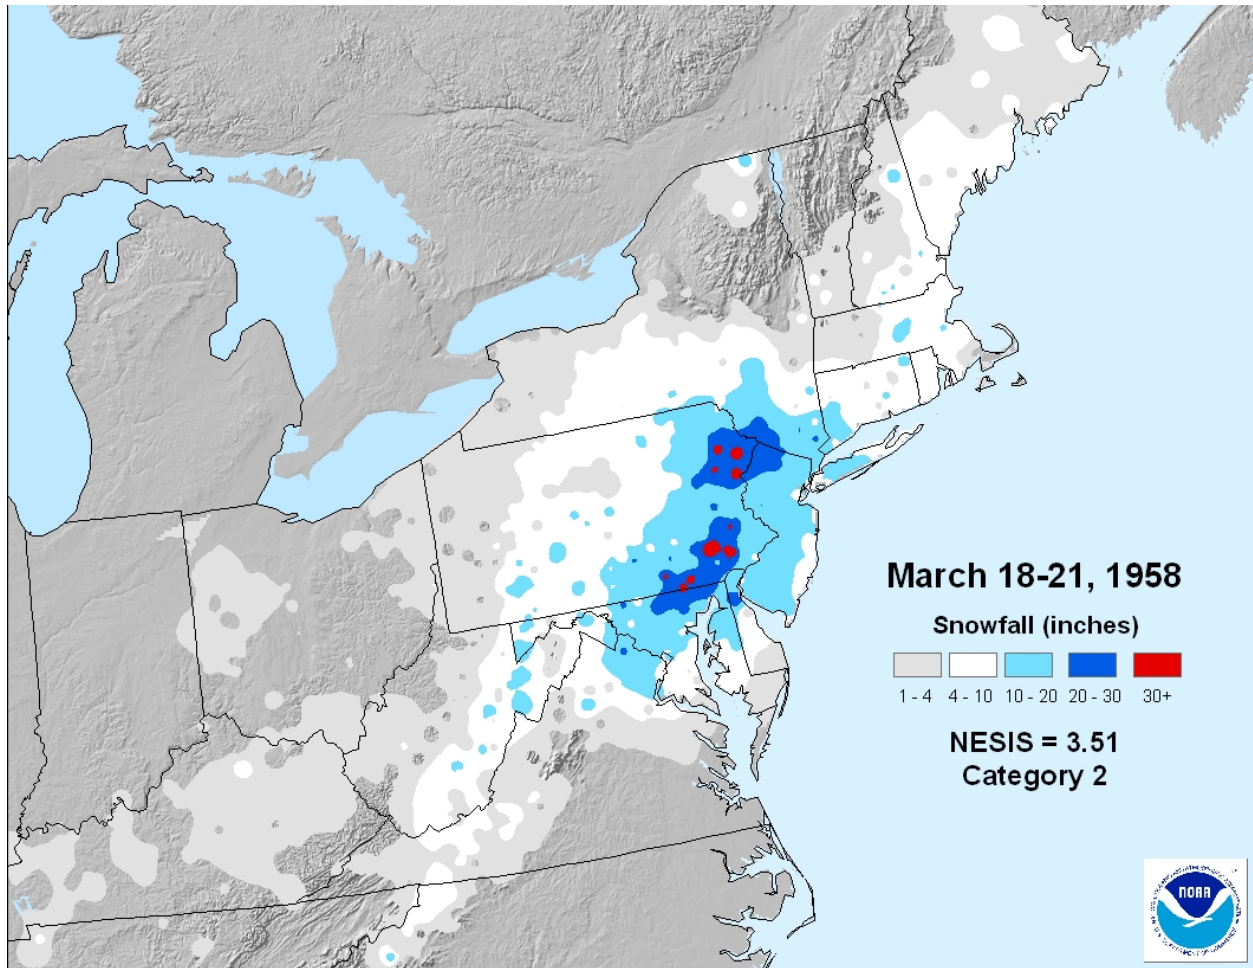 March 18-21, 1958
Snowfall (inches)
1 - 4
4 - 10
10 - 20
20 - 30
30+
NESIS = 3.51
Category 2
NOAA